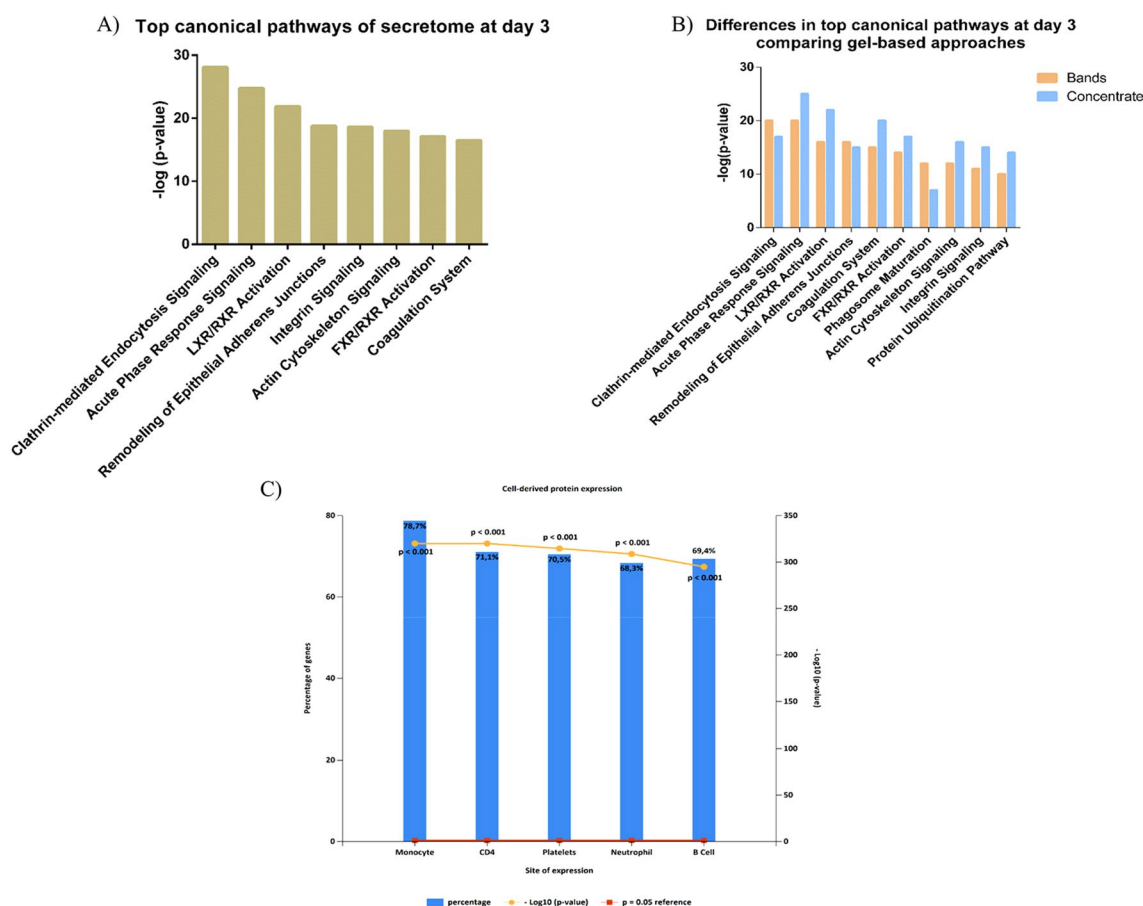 A) Top canonical pathways of secretome at day 3
30
20
10
0
-log (p-value)
Clathrin-mediated Endocytosis Signaling
Acute Phase Response Signaling
LXR/RXR Activation
Remodeling of Epithelial Adherens Junctions
Integrin Signaling
Actin Cytoskeleton Signaling
FXR/RXR Activation
Coagulation System
B) Differences in top canonical pathways at day 3
comparing gel-based approaches
30
20
10
0
-log(p-value)
Bands
Concentrate
Clathrin-mediated Endocytosis Signaling
Acute Phase Response Signaling
LXR/RXR Activation
Remodeling of Epithelial Adherens Junctions
Coagulation System
FXR/RXR Activation
Phagosome Maturation
Actin Cytoskeleton Signaling
Integrin Signaling
Protein Ubiquitination Pathway
C)
Cell-derived protein expression
80
60
40
20
0
Percentage of genes
350
300
250
200
150
100
50
0
- Log10 (p-value)
78,7%
p < 0.001
p < 0.001
71,1%
p < 0.001
70,5%
p < 0.001
68,3%
69,4%
p < 0.001
Monocyte CD4 Platelets Neutrophil B Cell
Site of expression
percentage - Log10 (p-value) p = 0.05 reference